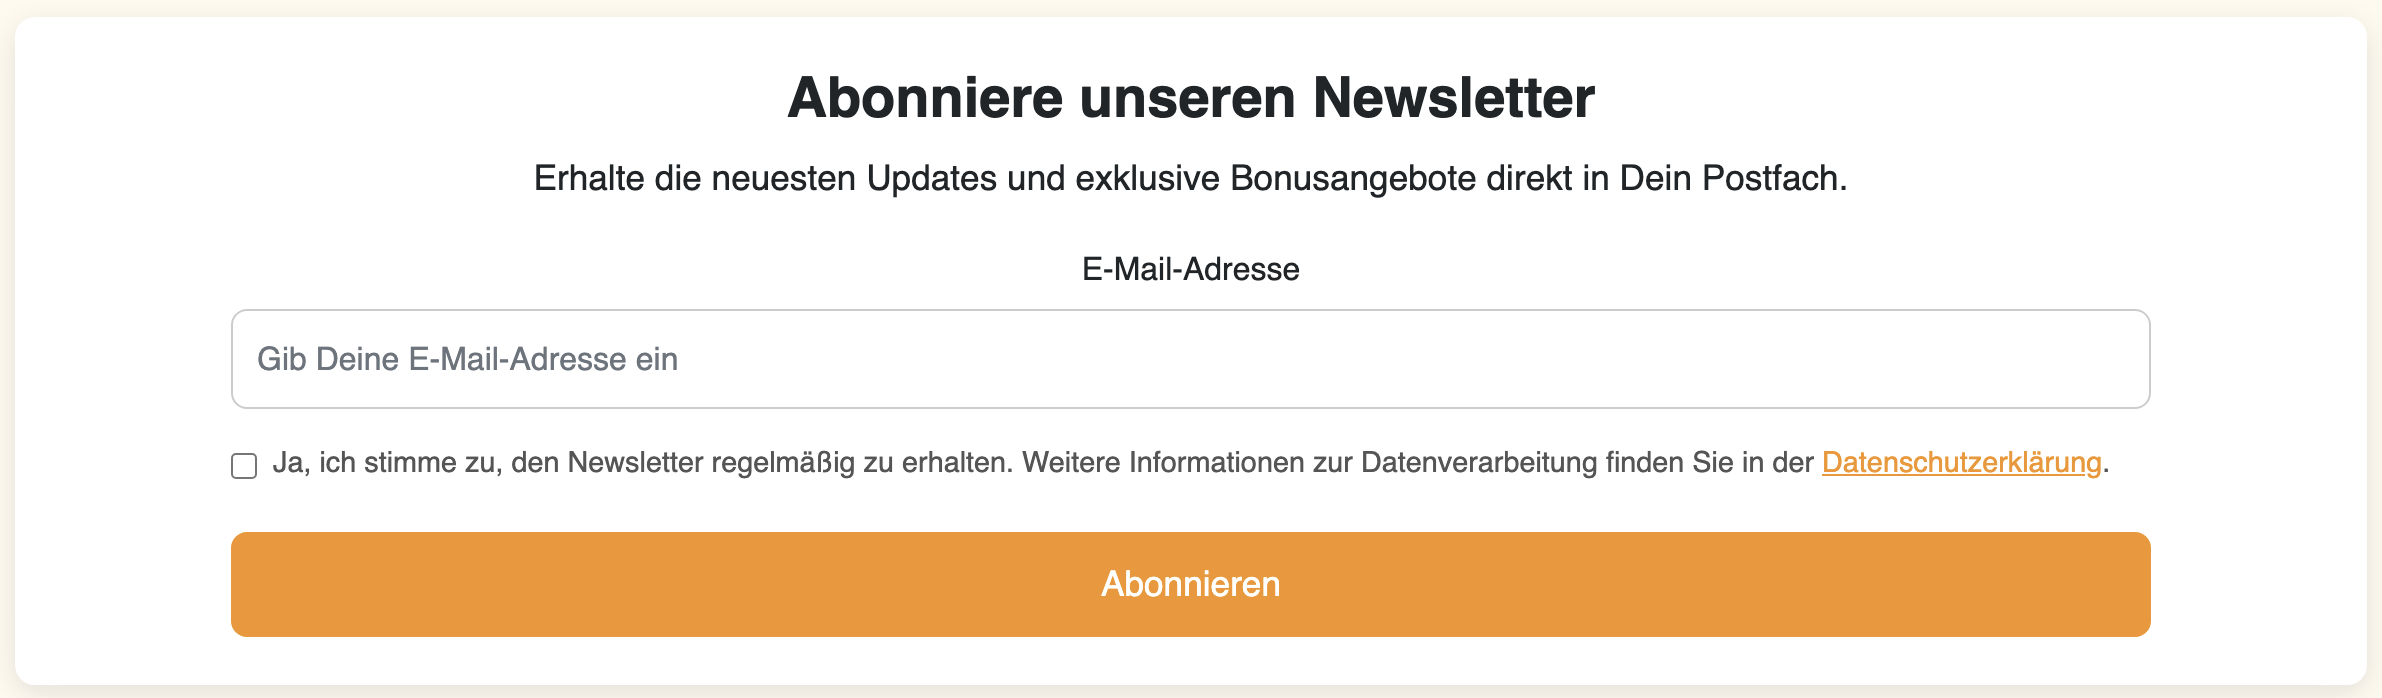 Abonniere unseren Newsletter
Erhalte die neuesten Updates und exklusive Bonusangebote direkt in Dein Postfach.
E-Mail-Adresse
Gib Deine E-Mail-Adresse ein
Ja, ich stimme zu, den Newsletter regelmäßig zu erhalten. Weitere Informationen zur Datenverarbeitung finden Sie in der Datenschutzerklärung.
Abonnieren